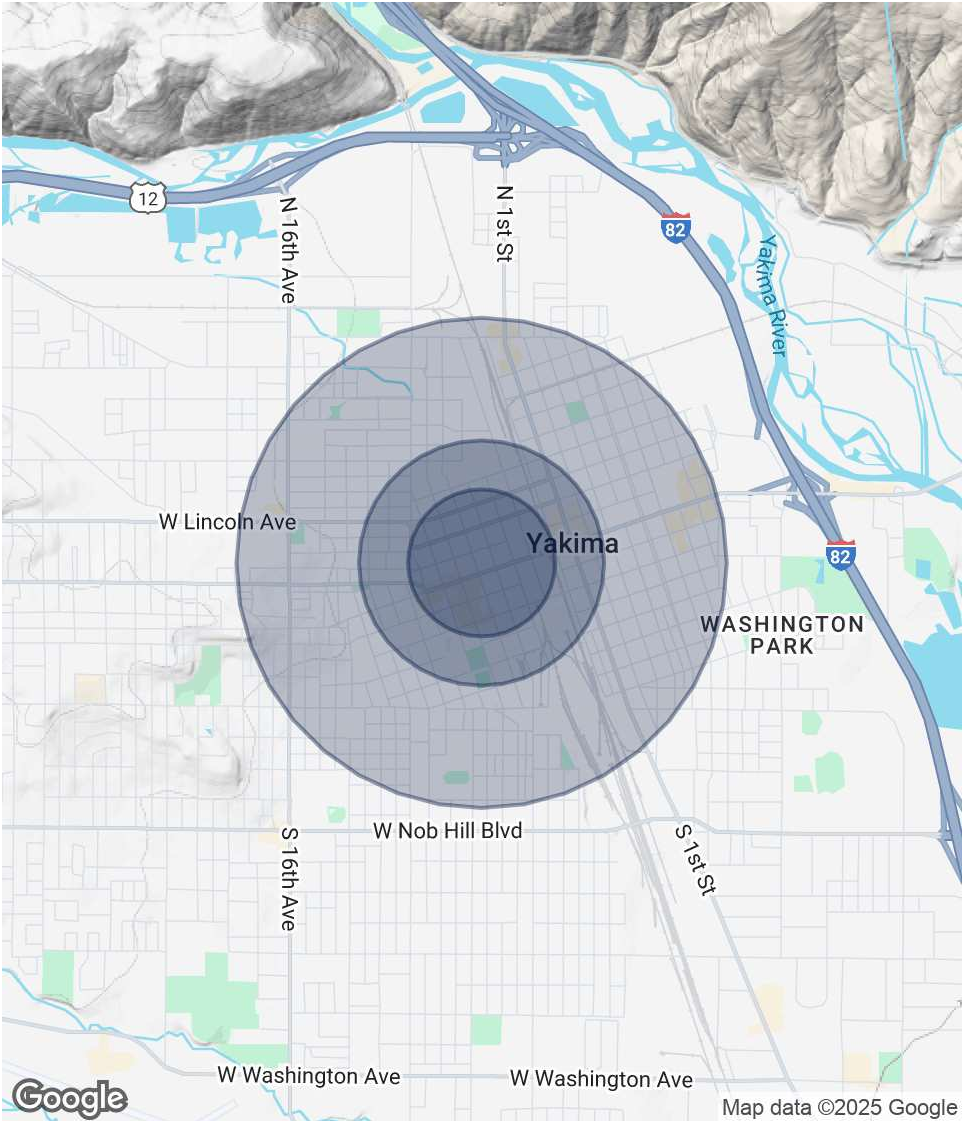 12
N 16th Ave
N 1st St
82
Yakima River
W Lincoln Ave
Yakima
82
WASHINGTON
PARK
W Nob Hill Blvd
S 16th Ave
S 1st St
W Washington Ave
W Washington Ave
Google
Map data ©2025 Google